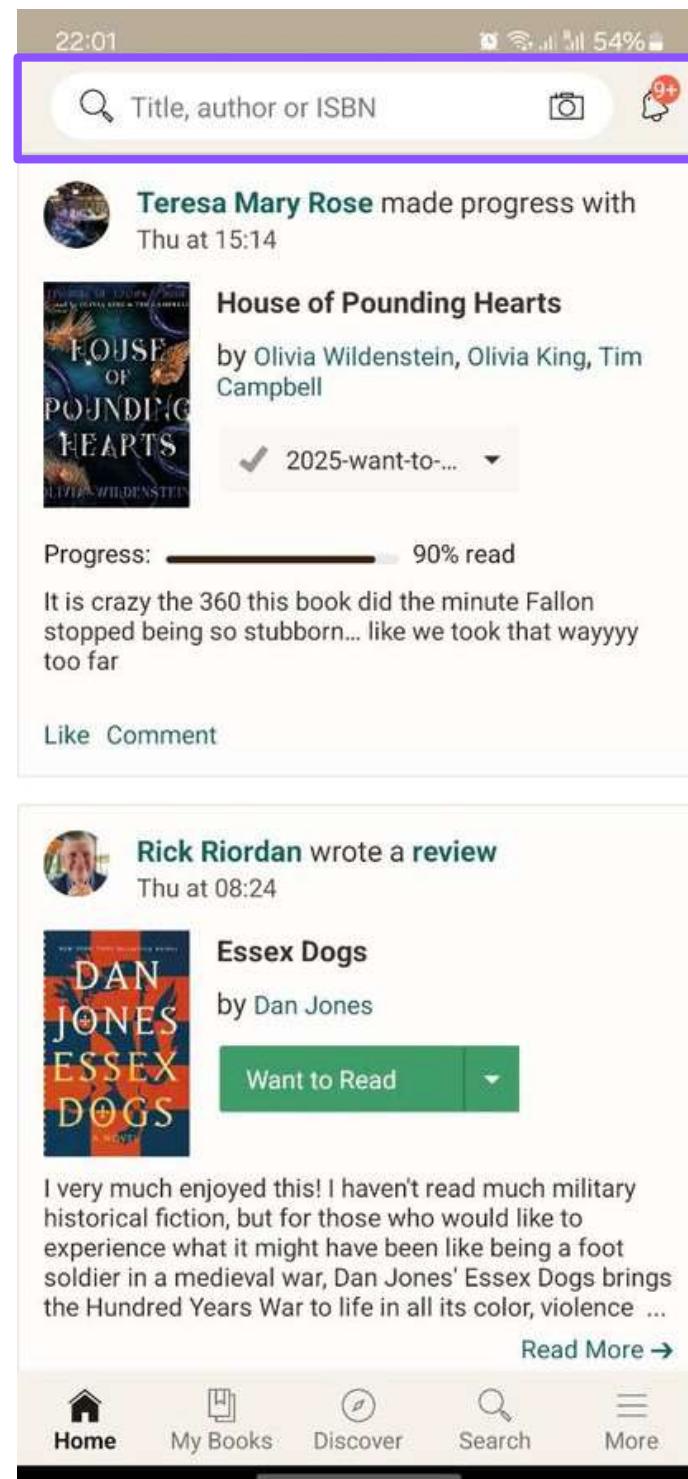 22:01 54%
Title, author or ISBN
9+
Teresa Mary Rose made progress with
Thu at 15:14
HOUSE
OF
POUNDING
HEARTS
OLIVIA WILDENSTEIN
House of Pounding Hearts
by Olivia Wildenstein, Olivia King, Tim
Campbell
2025-want-to-...
Progress: 90% read
It is crazy the 360 this book did the minute Fallon
stopped being so stubborn... like we took that wayyyy
too far
Like Comment
Rick Riordan wrote a review
Thu at 08:24
DAN
JONES
ESSEX
DOGS
A NOVEL
Essex Dogs
by Dan Jones
Want to Read
I very much enjoyed this! I haven't read much military
historical fiction, but for those who would like to
experience what it might have been like being a foot
soldier in a medieval war, Dan Jones' Essex Dogs brings
the Hundred Years War to life in all its color, violence ...
Read More →
Home My Books Discover Search More